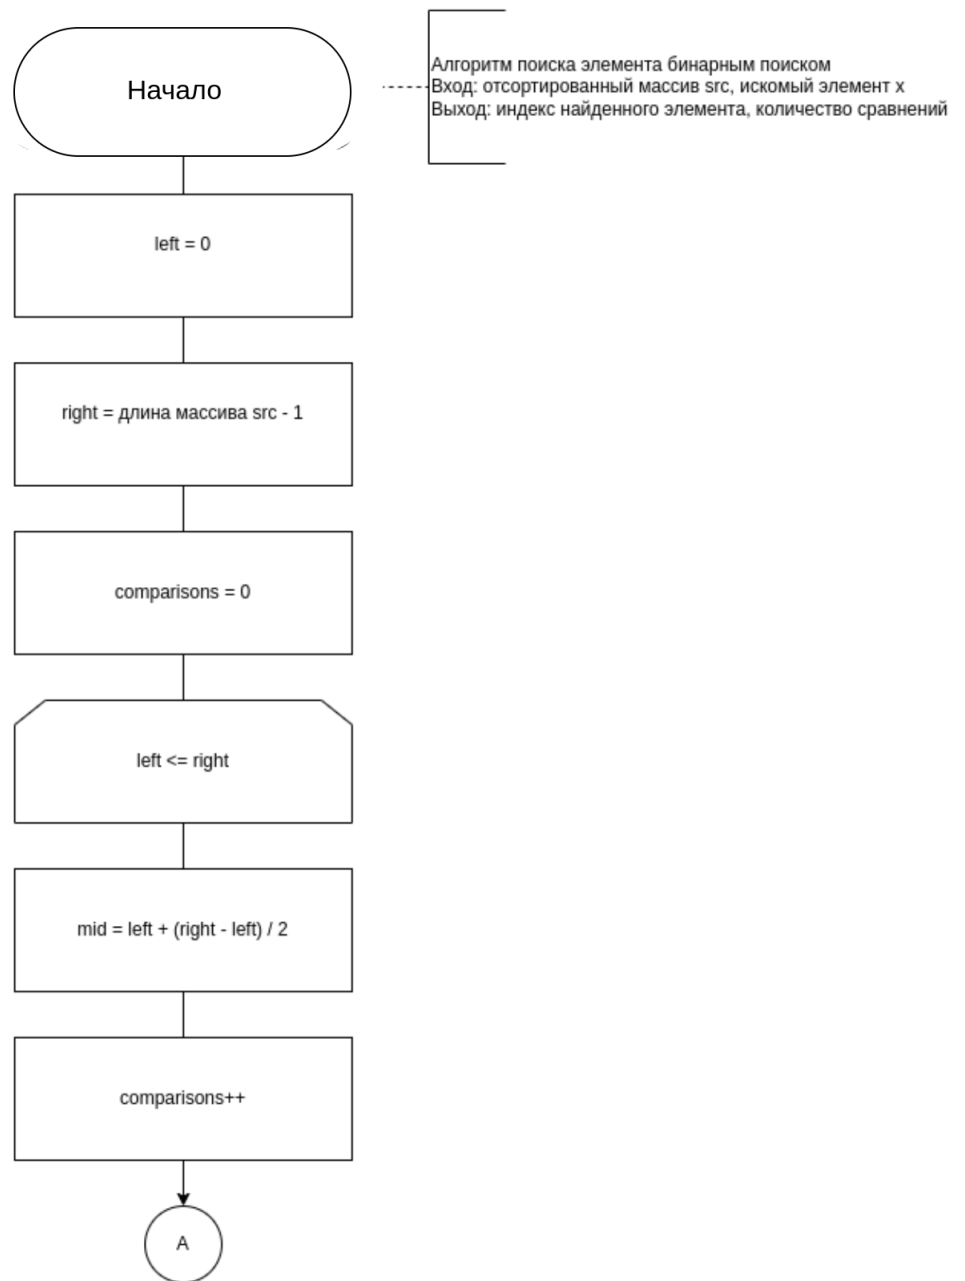 Начало
Алгоритм поиска элемента бинарным поиском
Вход: отсортированный массив src, искомый элемент x
Выход: индекс найденного элемента, количество сравнений
left = 0
right = длина массива src - 1
comparisons = 0
left <= right
mid = left + (right - left) / 2
comparisons++
A